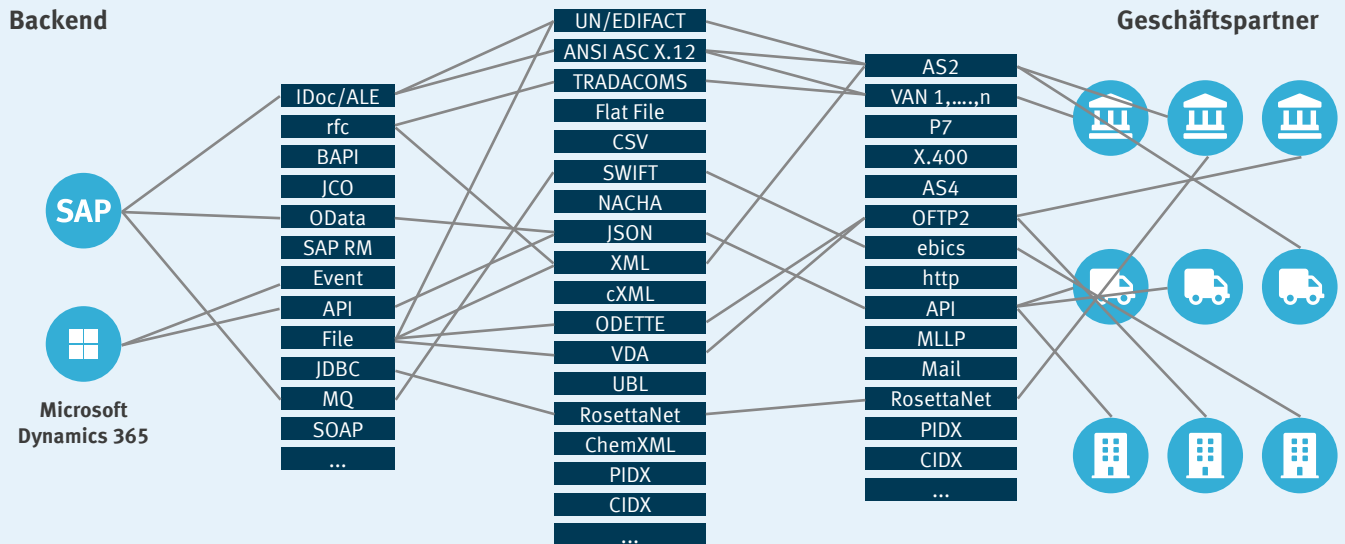 Backend
Geschäftspartner
SAP
Microsoft
Dynamics 365
IDoc/ALE
rfc
BAPI
JCO
OData
SAP RM
Event
API
File
JDBC
MQ
SOAP
...
UN/EDIFACT
ANSI ASC X.12
TRADACOMS
Flat File
CSV
SWIFT
NACHA
JSON
XML
cXML
ODETTE
VDA
UBL
RosettaNet
ChemXML
PIDX
CIDX
...
AS2
VAN 1,....,n
P7
X.400
AS4
OFTP2
ebics
http
API
MLLP
Mail
RosettaNet
PIDX
CIDX
...